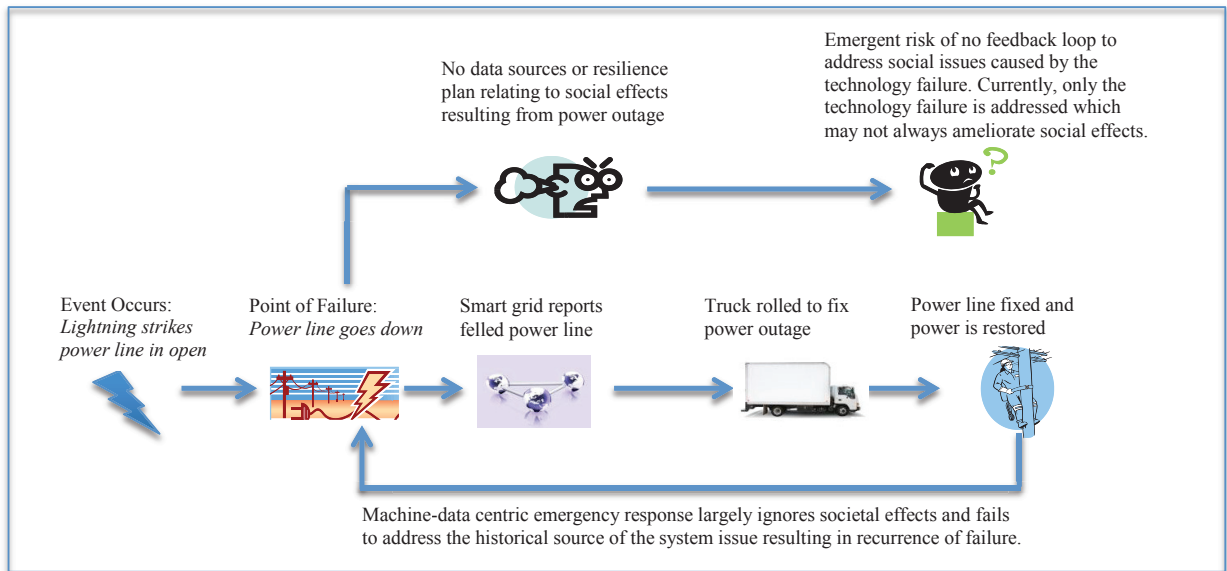 No data sources or resilience
plan relating to social effects
resulting from power outage
Emergent risk of no feedback loop to
address social issues caused by the
technology failure. Currently, only the
technology failure is addressed which
may not always ameliorate social effects.
?
Event Occurs:
Lightning strikes
power line in open
Point of Failure:
Power line goes down
Smart grid reports
felled power line
Truck rolled to fix
power outage
Power line fixed and
power is restored
Machine-data centric emergency response largely ignores societal effects and fails
to address the historical source of the system issue resulting in recurrence of failure.